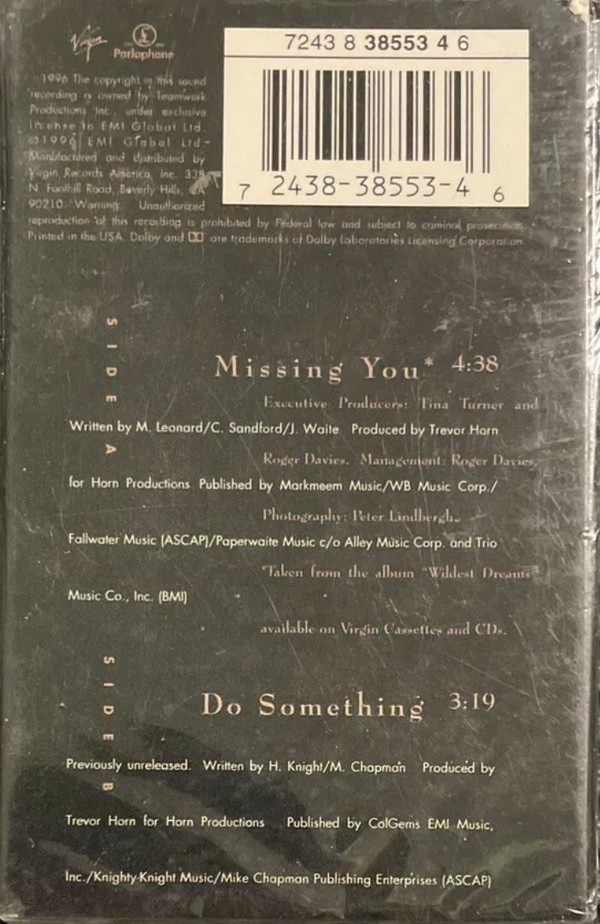 Virgin
Parlophone
7243 8 38553 4 6
7 2438-38553-4 6
1996 The copyright in this sound
recording is owned by Teamwork
Productions Inc., under exclusive
license to EMI Global Ltd.
EMI Global Ltd
Manufactured and distributed by
Virgin Records America, Inc. 338
N. Foothill Road, Beverly Hills, CA
90210. Warning. Unauthorized
reproduction of this recording is prohibited by Federal law and subject to criminal prosecution.
Printed in the USA. Dolby and are trademarks of Dolby Laboratories Licensing Corporation.
SIDE A
Missing You* 4:38
Executive Producers: Tina Turner and
Written by M. Leonard/C. Sandford/J. Waite Produced by Trevor Horn
Roger Davies. Management: Roger Davies.
for Horn Productions Published by Markmeem Music/WB Music Corp./
Photography: Peter Lindbergh.
Fallwater Music (ASCAP)/Paperwaite Music c/o Alley Music Corp. and Trio
*Taken from the album "Wildest Dreams"
Music Co., Inc. (BMI)
available on Virgin Cassettes and CDs.
SIDE B
Do Something 3:19
Previously unreleased. Written by H. Knight/M. Chapman Produced by
Trevor Horn for Horn Productions Published by ColGems EMI Music,
Inc./Knighty-Knight Music/Mike Chapman Publishing Enterprises (ASCAP)